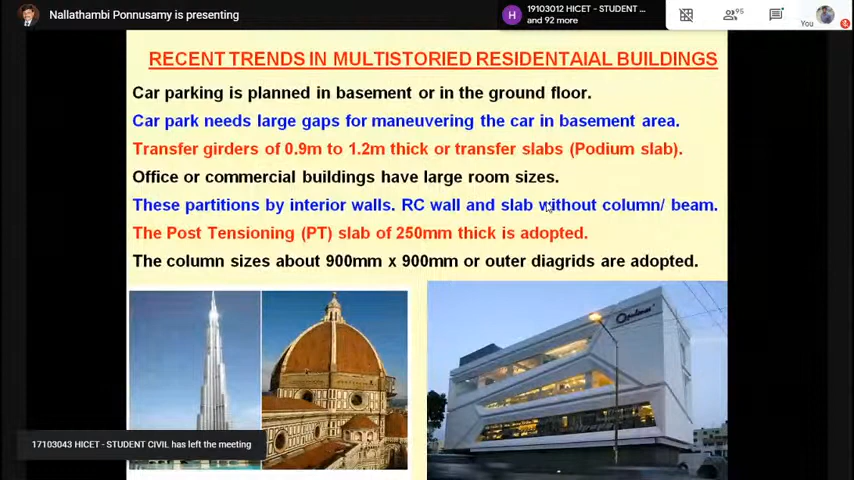 Nallathambi Ponnusamy is presenting
H
19103012 HICET - STUDENT ...
and 92 more
95
You
RECENT TRENDS IN MULTISTORIED RESIDENTAIAL BUILDINGS
Car parking is planned in basement or in the ground floor.
Car park needs large gaps for maneuvering the car in basement area.
Transfer girders of 0.9m to 1.2m thick or transfer slabs (Podium slab).
Office or commercial buildings have large room sizes.
These partitions by interior walls. RC wall and slab without column/ beam.
The Post Tensioning (PT) slab of 250mm thick is adopted.
The column sizes about 900mm x 900mm or outer diagrids are adopted.
17103043 HICET - STUDENT CIVIL has left the meeting